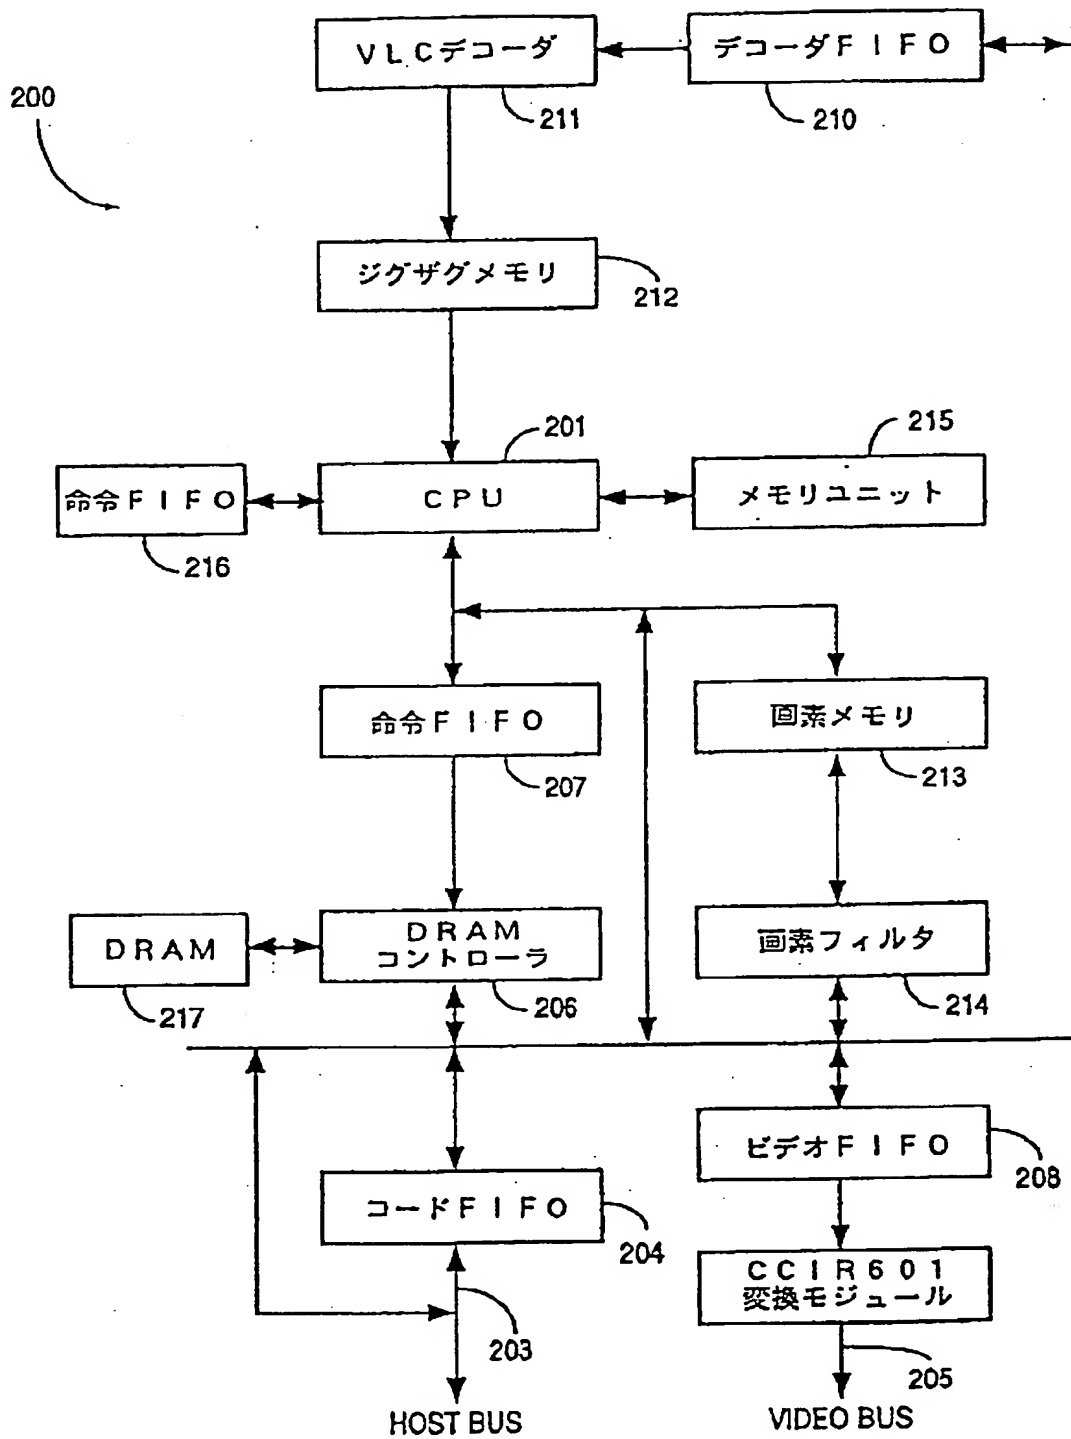 VLCデコーダ
デコーダFIFO
200
211
210
ジグザグメモリ
212
201
215
命令FIFO
CPU
メモリユニット
216
命令FIFO
画素メモリ
207
213
DRAM
DRAM
コントローラ
画素フィルタ
217
206
214
ビデオFIFO
208
コードFIFO
204
CCIR601
変換モジュール
203
205
HOST BUS
VIDEO BUS